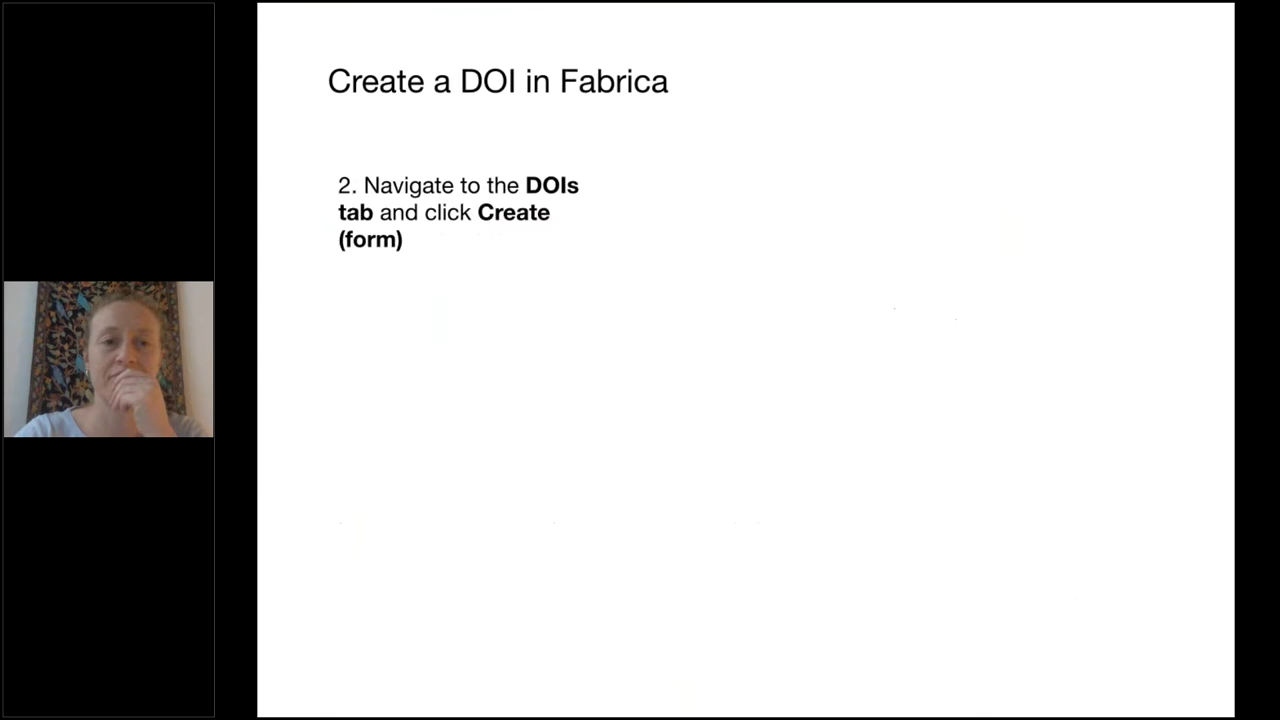 Create a DOI in Fabrica
2. Navigate to the DOIs
tab and click Create
(form)